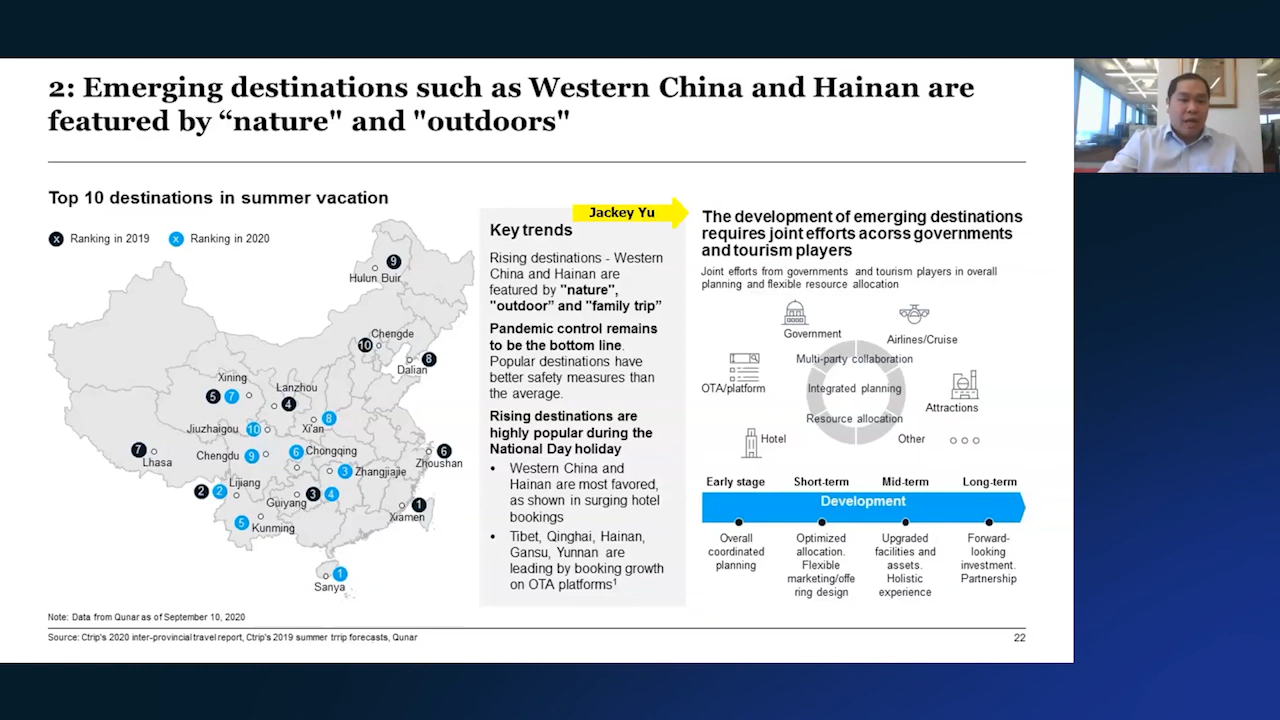 2: Emerging destinations such as Western China and Hainan are
featured by “nature" and "outdoors"
Top 10 destinations in summer vacation
x Ranking in 2019
x Ranking in 2020
9
Hulun Buir
Chengde
10
8
Dalian
Xining
5 7
Lanzhou
4
Jiuzhaigou 10
8
Xi'an
7
Lhasa
Chengdu 9
6 Chongqing
6
Zhoushan
3 Zhangjiajie
Lijiang
2 2
Guiyang 3 4
1
Xiamen
5
Kunming
1
Sanya
Jackey Yu
Key trends
Rising destinations - Western
China and Hainan are
featured by "nature",
"outdoor” and "family trip”
Pandemic control remains
to be the bottom line.
Popular destinations have
better safety measures than
the average.
Rising destinations are
highly popular during the
National Day holiday
• Western China and
Hainan are most favored,
as shown in surging hotel
bookings
• Tibet, Qinghai, Hainan,
Gansu, Yunnan are
leading by booking growth
on OTA platforms¹
The development of emerging destinations
requires joint efforts acorss governments
and tourism players
Joint efforts from governments and tourism players in overall
planning and flexible resource allocation
Government
Airlines/Cruise
Multi-party collaboration
OTA/platform
Integrated planning
Attractions
Resource allocation
Hotel
Other
Early stage Short-term Mid-term Long-term
Development
Overall
coordinated
planning
Optimized
allocation.
Flexible
marketing/offe
ring design
Upgraded
facilities and
assets.
Holistic
experience
Forward-
looking
investment.
Partnership
Note: Data from Qunar as of September 10, 2020
Source: Ctrip's 2020 inter-provincial travel report, Ctrip's 2019 summer trrip forecasts, Qunar
22